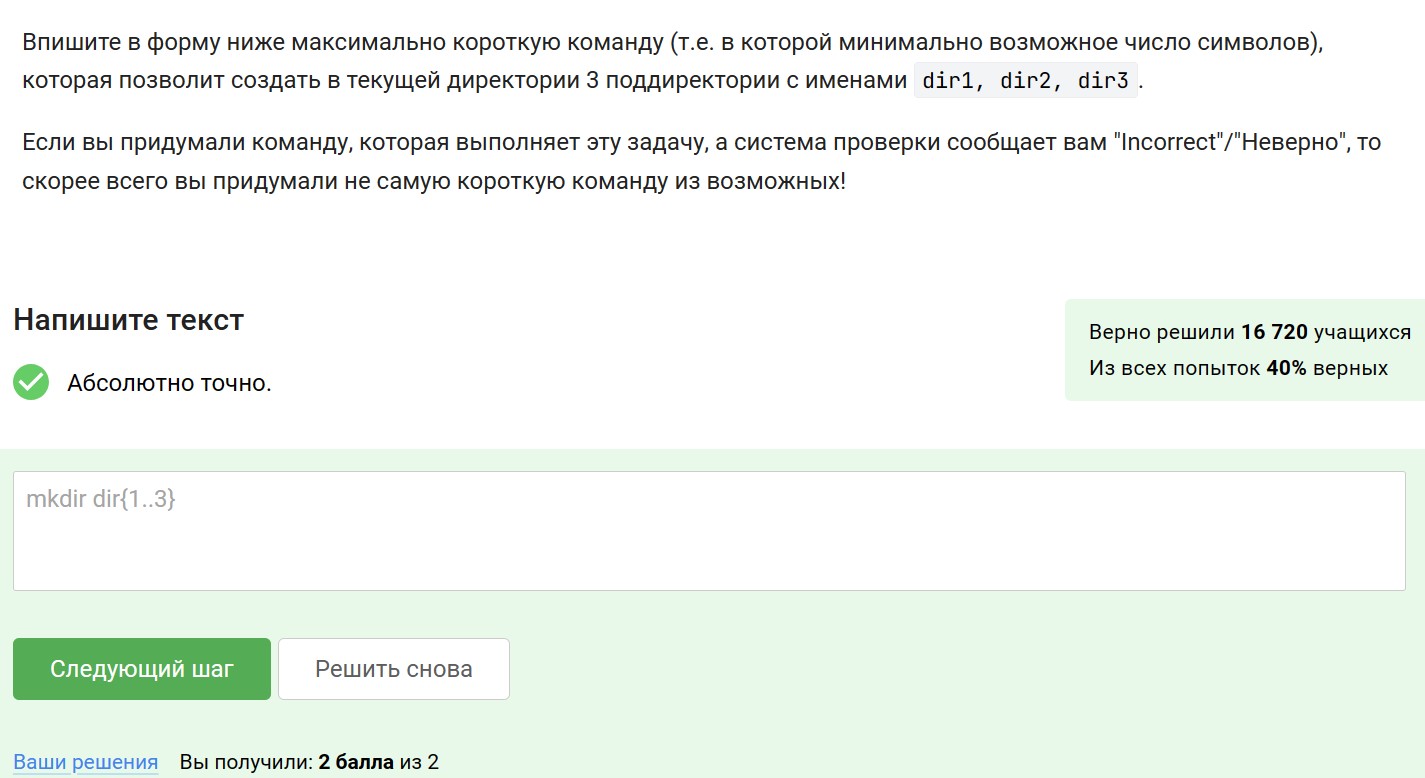 Впишите в форму ниже максимально короткую команду (т.е. в которой минимально возможное число символов),
которая позволит создать в текущей директории 3 поддиректории с именами dir1, dir2, dir3.
Если вы придумали команду, которая выполняет эту задачу, а система проверки сообщает вам "Incorrect"/"Неверно", то
скорее всего вы придумали не самую короткую команду из возможных!
Напишите текст
Верно решили 16 720 учащихся
Из всех попыток 40% верных
Абсолютно точно.
mkdir dir{1..3}
Следующий шаг
Решить снова
Ваши решения Вы получили: 2 балла из 2